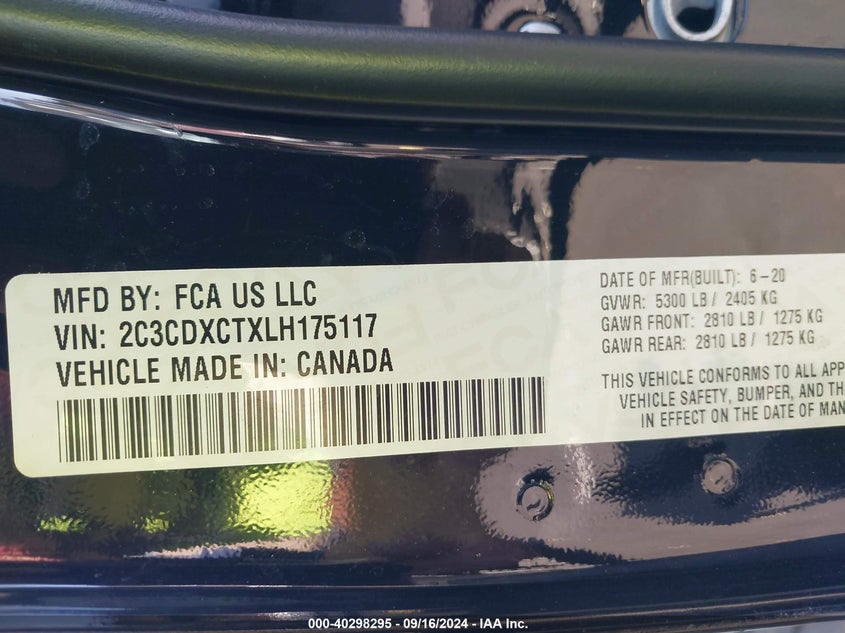 MFD BY: FCA US LLC
VIN: 2C3CDXCTXLH175117
VEHICLE MADE IN: CANADA
DATE OF MFR(BUILT): 6-20
GVWR: 5300 LB / 2405 KG
GAWR FRONT: 2810 LB / 1275 KG
GAWR REAR: 2810 LB / 1275 KG
THIS VEHICLE CONFORMS TO ALL APP
VEHICLE SAFETY, BUMPER, AND TH
IN EFFECT ON THE DATE OF MAN
000-40298295 - 09/16/2024 - IAA Inc.